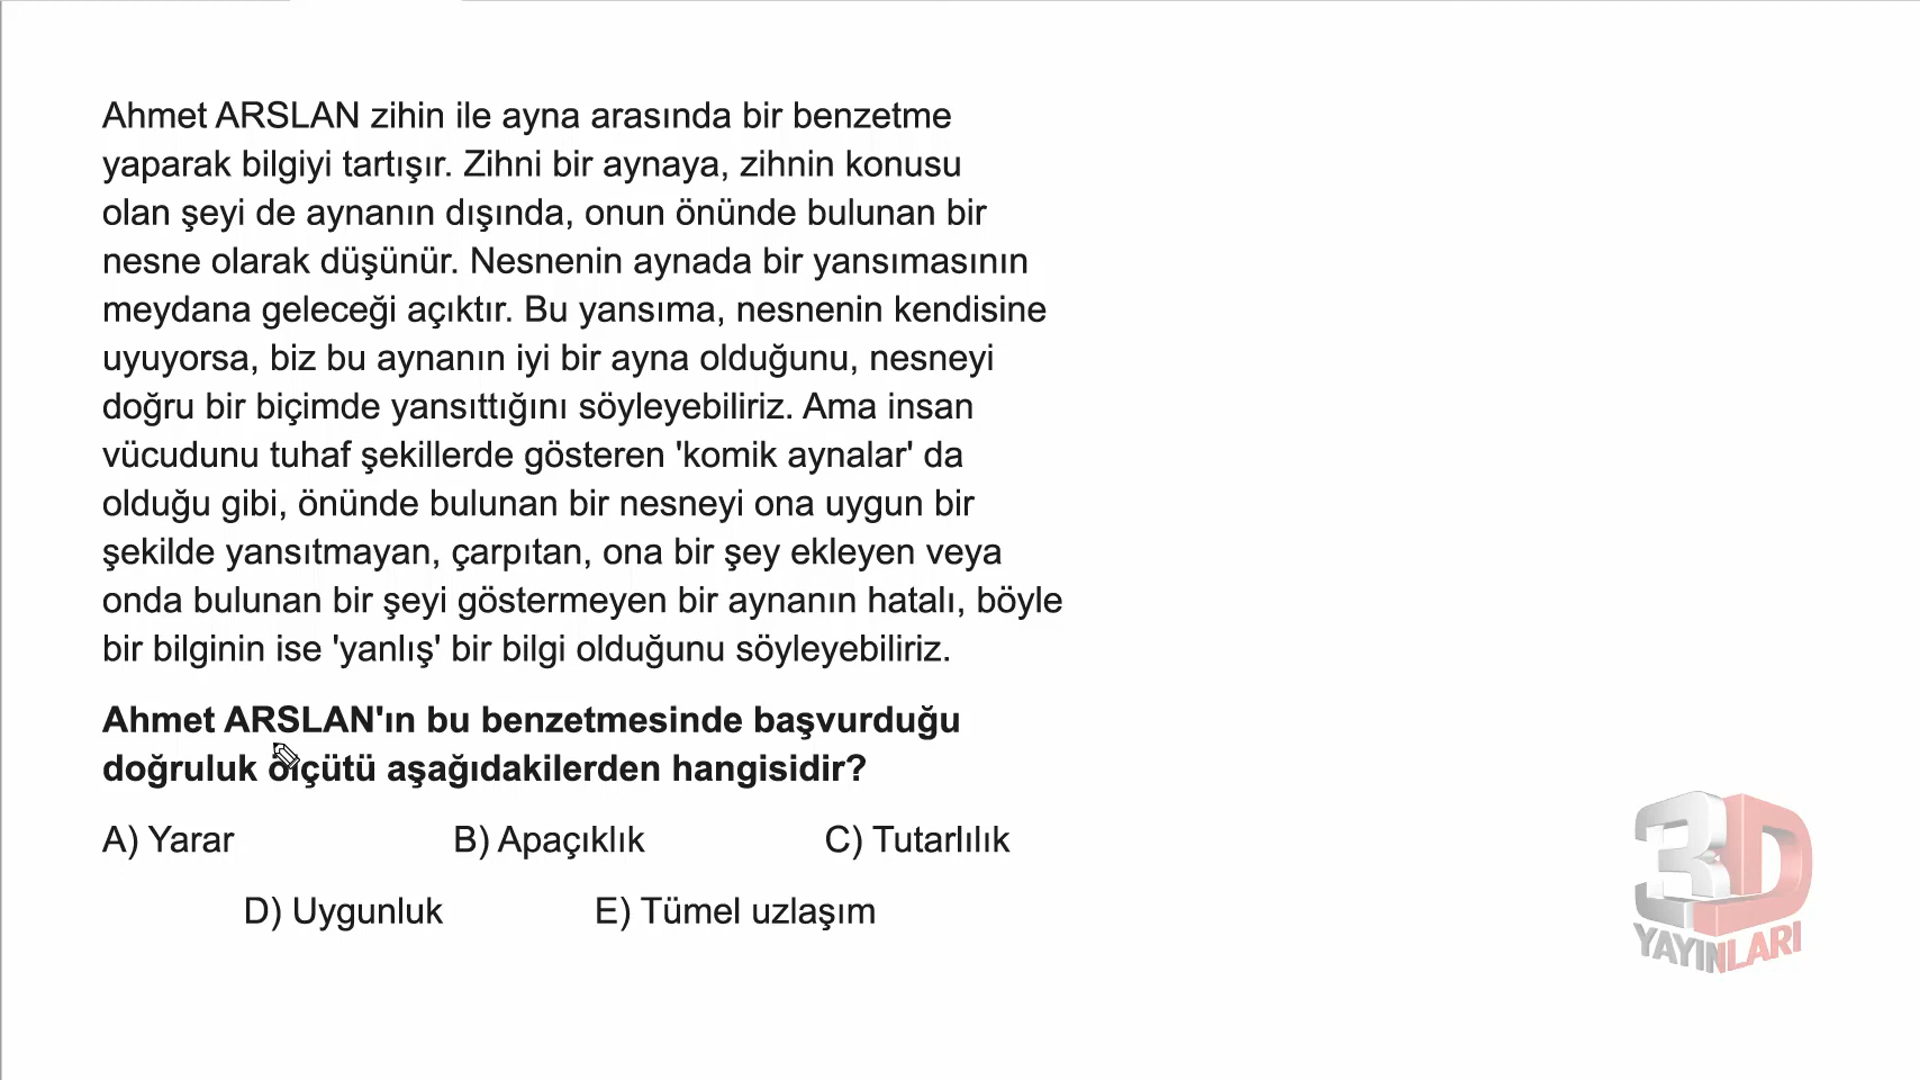 Ahmet ARSLAN zihin ile ayna arasında bir benzetme
yaparak bilgiyi tartışır. Zihni bir aynaya, zihnin konusu
olan şeyi de aynanın dışında, onun önünde bulunan bir
nesne olarak düşünür. Nesnenin aynada bir yansımasının
meydana geleceği açıktır. Bu yansıma, nesnenin kendisine
uyuyorsa, biz bu aynanın iyi bir ayna olduğunu, nesneyi
doğru bir biçimde yansıttığını söyleyebiliriz. Ama insan
vücudunu tuhaf şekillerde gösteren 'komik aynalar' da
olduğu gibi, önünde bulunan bir nesneyi ona uygun bir
şekilde yansıtmayan, çarpıtan, ona bir şey ekleyen veya
onda bulunan bir şeyi göstermeyen bir aynanın hatalı, böyle
bir bilginin ise 'yanlış' bir bilgi olduğunu söyleyebiliriz.
Ahmet ARSLAN'ın bu benzetmesinde başvurduğu
doğruluk ölçütü aşağıdakilerden hangisidir?
A) Yarar B) Apaçıklık C) Tutarlılık
D) Uygunluk E) Tümel uzlaşım
3D
YAYINLARI